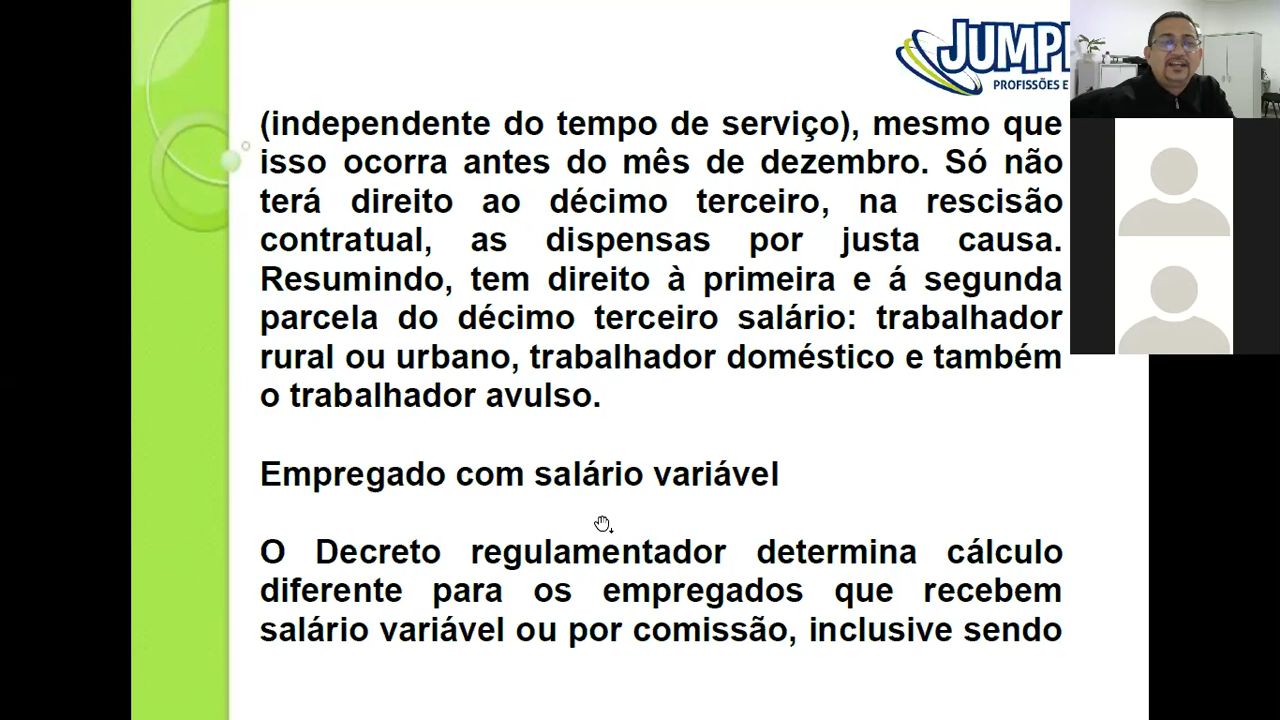 JUMP
PROFISSÕES E
(independente do tempo de serviço), mesmo que
isso ocorra antes do mês de dezembro. Só não
terá direito ao décimo terceiro, na rescisão
contratual, as dispensas por justa causa.
Resumindo, tem direito à primeira e á segunda
parcela do décimo terceiro salário: trabalhador
rural ou urbano, trabalhador doméstico e também
o trabalhador avulso.
Empregado com salário variável
O Decreto regulamentador determina cálculo
diferente para os empregados que recebem
salário variável ou por comissão, inclusive sendo